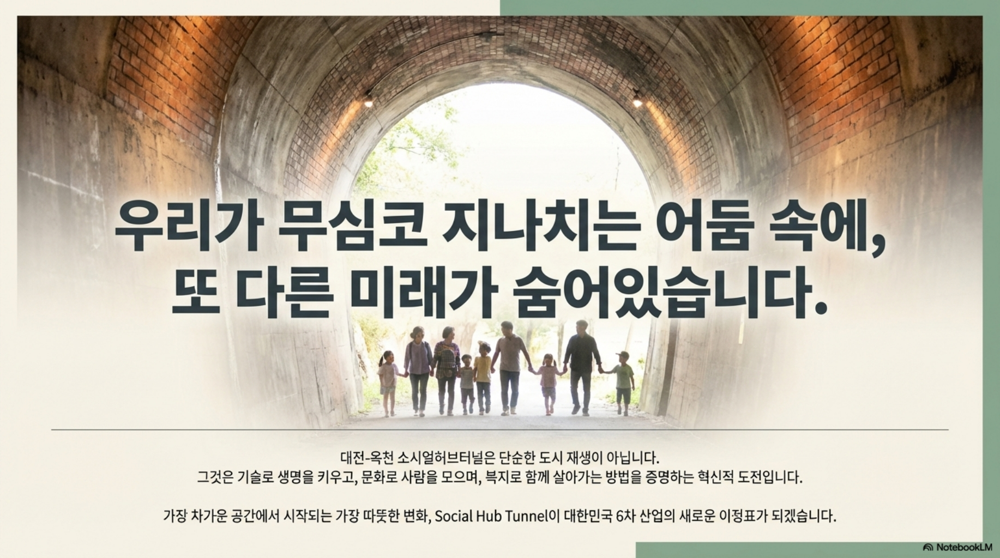 우리가 무심코 지나치는 어둠 속에,
또 다른 미래가 숨어있습니다.
대전-옥천 소시얼허브터널은 단순한 도시 재생이 아닙니다.
그것은 기술로 생명을 키우고, 문화로 사람을 모으며, 복지로 함께 살아가는 방법을 증명하는 혁신적 도전입니다.
가장 차가운 공간에서 시작되는 가장 따뜻한 변화, Social Hub Tunnel이 대한민국 6차 산업의 새로운 이정표가 되겠습니다.
NotebookLM